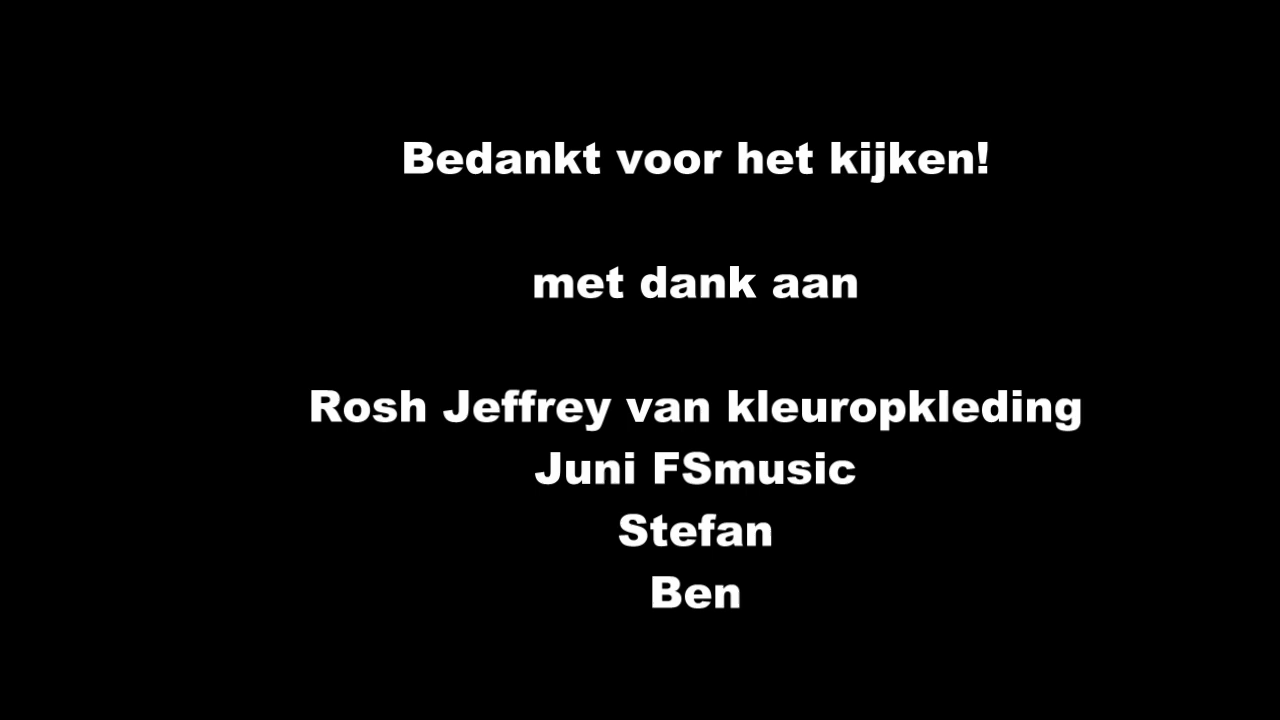 Bedankt voor het kijken!
met dank aan
Rosh Jeffrey van kleuropkleding
Juni FSmusic
Stefan
Ben